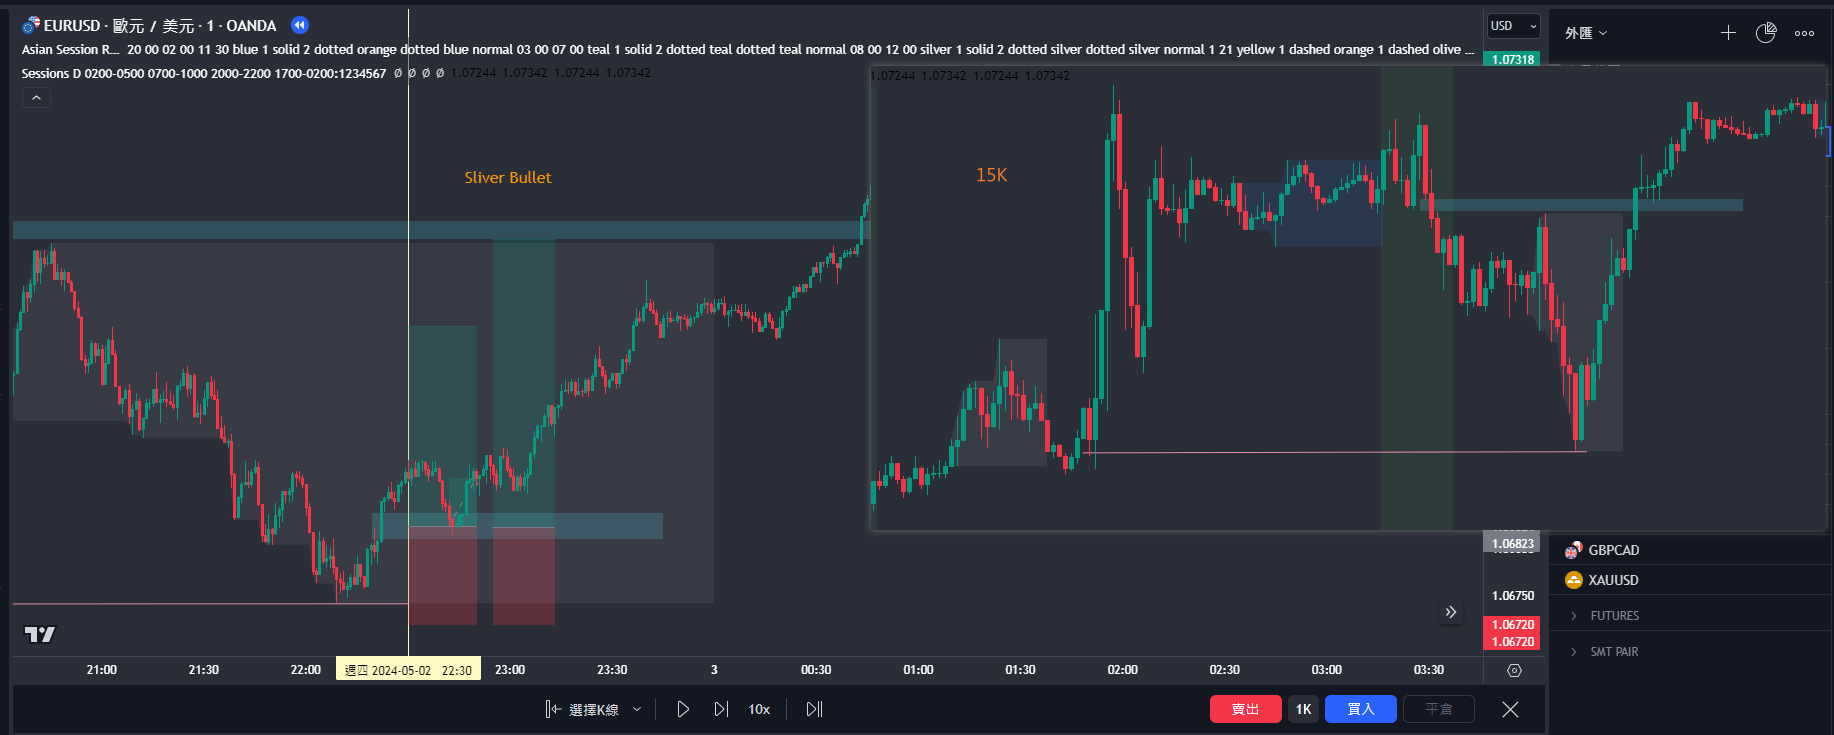 EURUSD · 歐元 / 美元 · 1 · OANDA
Asian Session R... 20 00 02 00 11 30 blue 1 solid 2 dotted orange dotted blue normal 03 00 07 00 teal 1 solid 2 dotted teal dotted teal normal 08 00 12 00 silver 1 solid 2 dotted silver dotted silver normal 1 21 yellow 1 dashed orange 1 dashed olive ...
Sessions D 0200-0500 0700-1000 2000-2200 1700-0200:1234567 ∅ ∅ ∅ ∅ 1.07244 1.07342 1.07244 1.07342
Sliver Bullet
1.07244 1.07342 1.07244 1.07342
15K
USD
1.07318
1.06823
1.06750
1.06720
1.06720
外匯
GBPCAD
XAUUSD
FUTURES
SMT PAIR
21:00 21:30 22:00 週四 2024-05-02 22:30 23:00 23:30 3 00:30 01:00 01:30 02:00 02:30 03:00 03:30
選擇K線 10x 賣出 1K 買入 平倉